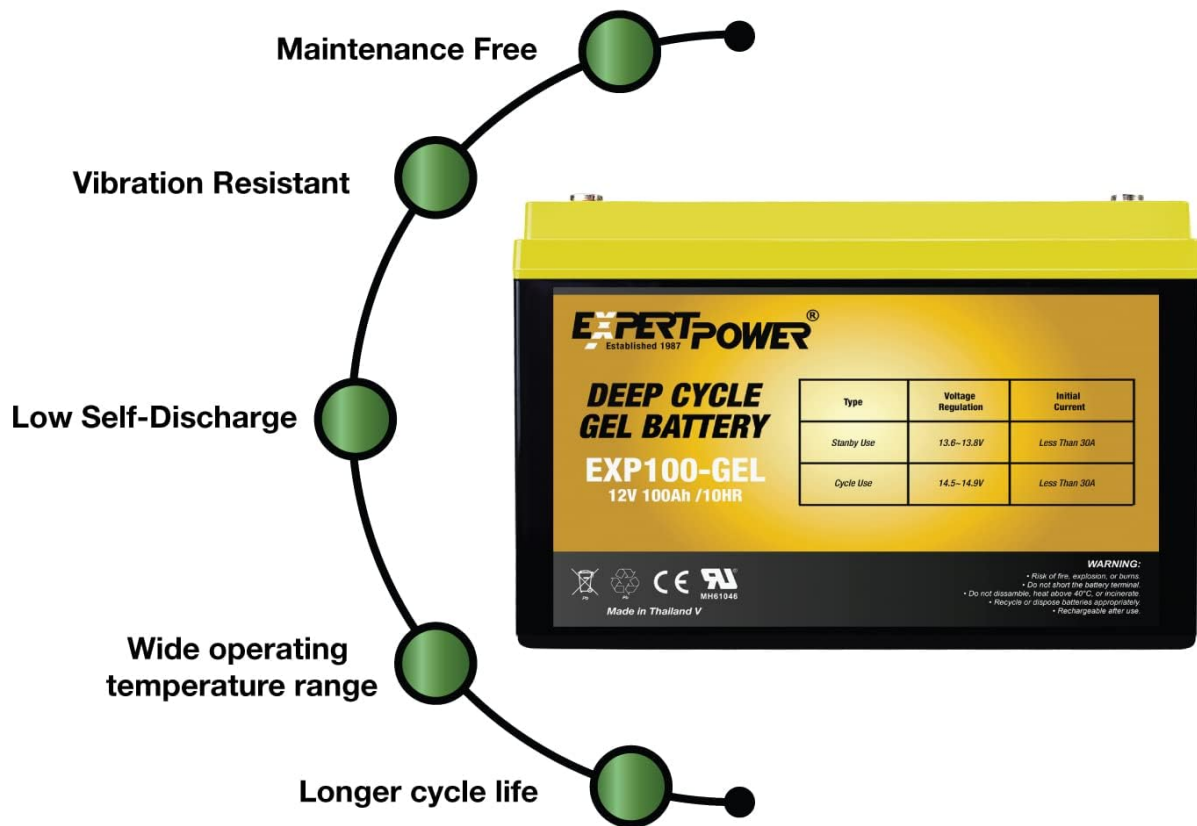 Maintenance Free
Vibration Resistant
Low Self-Discharge
Wide operating
temperature range
Longer cycle life
EXPERTPOWER®
Established 1987
DEEP CYCLE
GEL BATTERY
EXP100-GEL
12V 100Ah /10HR
Type Voltage Regulation Initial Current
Stanby Use 13.6~13.8V Less Than 30A
Cycle Use 14.5~14.9V Less Than 30A
Pb
Pb
CE
MH61046
Made in Thailand V
WARNING:
• Risk of fire, explosion, or burns.
• Do not short the battery terminal.
• Do not dissamble, heat above 40°C, or incinerate
• Recycle or dispose batteries appropriately.
• Rechargeable after use.